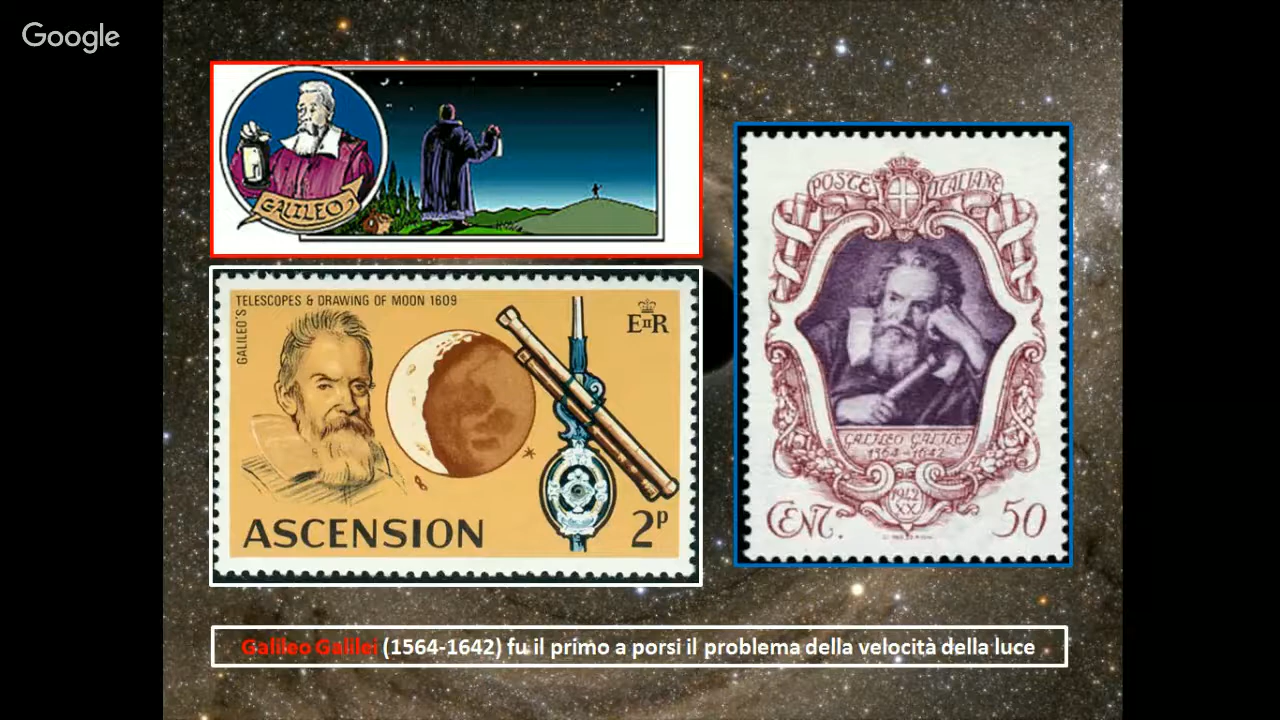 Google
GALILEO
GALILEO'S
TELESCOPES & DRAWING OF MOON 1609
EIIR
ASCENSION
2P
POSTE ITALIANE
GALILEO GALILEI
1564-1642
1942
XX
CENT. 50
Galileo Galilei (1564-1642) fu il primo a porsi il problema della velocità della luce